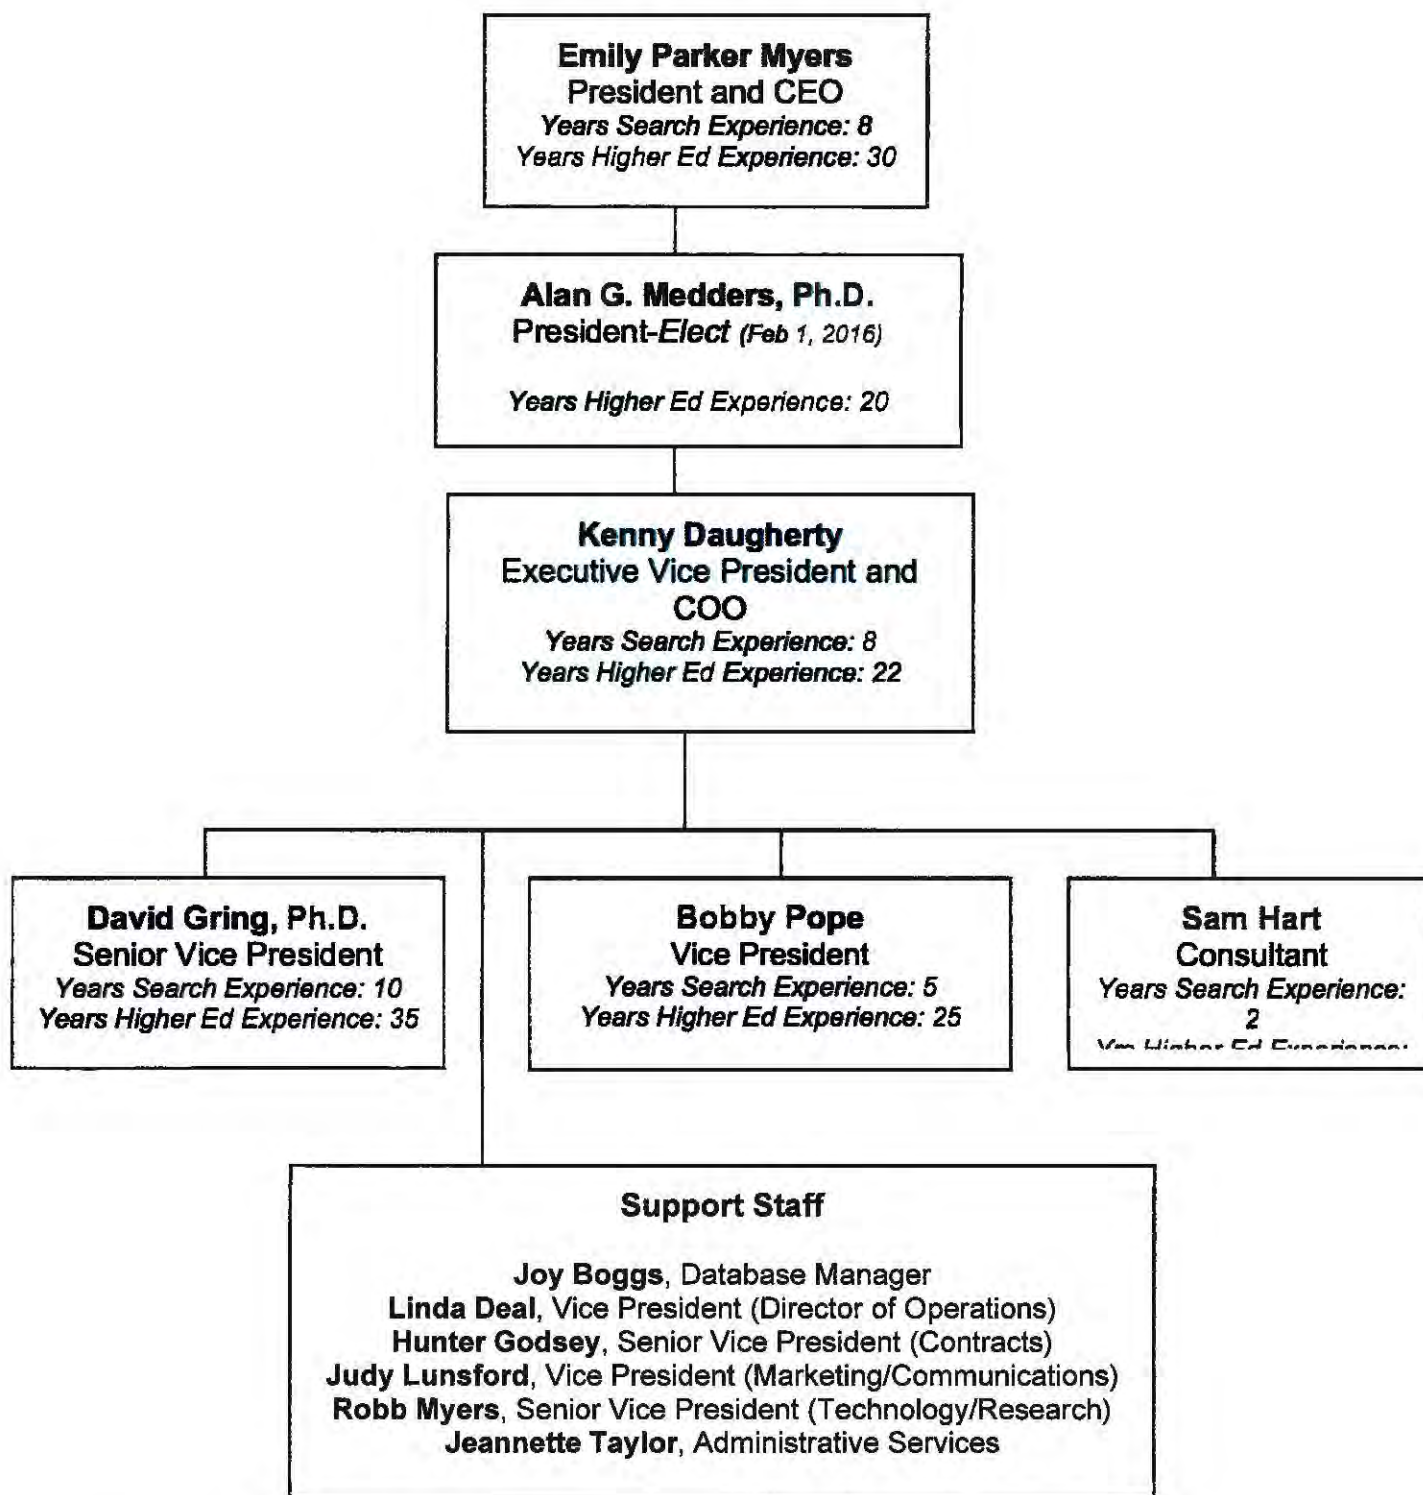 Emily Parker Myers
President and CEO
Years Search Experience: 8
Years Higher Ed Experience: 30
Alan G. Medders, Ph.D.
President-Elect (Feb 1, 2016)
Years Higher Ed Experience: 20
Kenny Daugherty
Executive Vice President and
COO
Years Search Experience: 8
Years Higher Ed Experience: 22
David Gring, Ph.D.
Senior Vice President
Years Search Experience: 10
Years Higher Ed Experience: 35
Bobby Pope
Vice President
Years Search Experience: 5
Years Higher Ed Experience: 25
Sam Hart
Consultant
Years Search Experience:
2
Higher Ed Experience:
Support Staff
Joy Boggs, Database Manager
Linda Deal, Vice President (Director of Operations)
Hunter Godsey, Senior Vice President (Contracts)
Judy Lunsford, Vice President (Marketing/Communications)
Robb Myers, Senior Vice President (Technology/Research)
Jeannette Taylor, Administrative Services